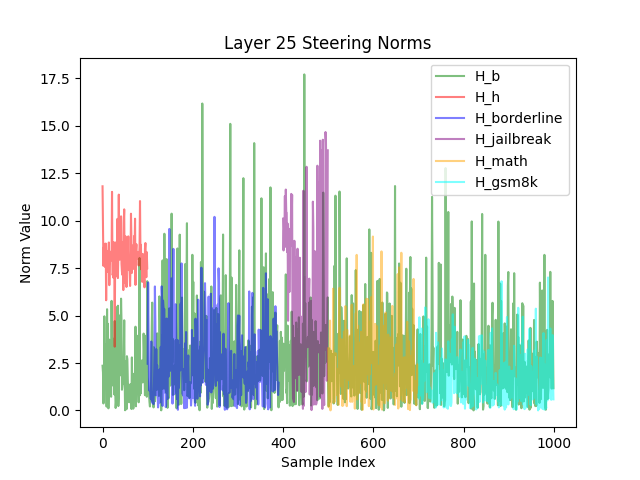 Layer 25 Steering Norms
H_b
H_h
H_borderline
H_jailbreak
H_math
H_gsm8k
17.5
15.0
12.5
10.0
7.5
5.0
2.5
0.0
Norm Value
0 200 400 600 800 1000
Sample Index